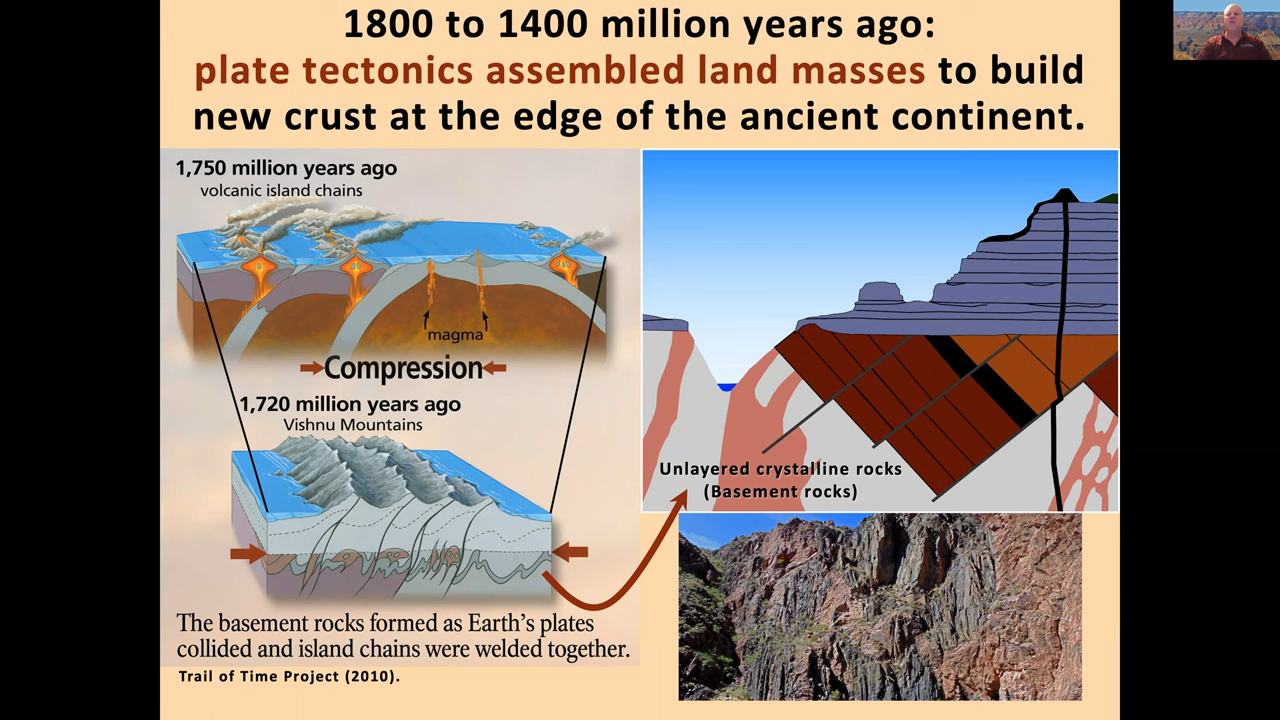 1800 to 1400 million years ago:
plate tectonics assembled land masses to build
new crust at the edge of the ancient continent.
1,750 million years ago
volcanic island chains
magma
Compression
1,720 million years ago
Vishnu Mountains
The basement rocks formed as Earth's plates
collided and island chains were welded together.
Trail of Time Project (2010).
Unlayered crystalline rocks
(Basement rocks)